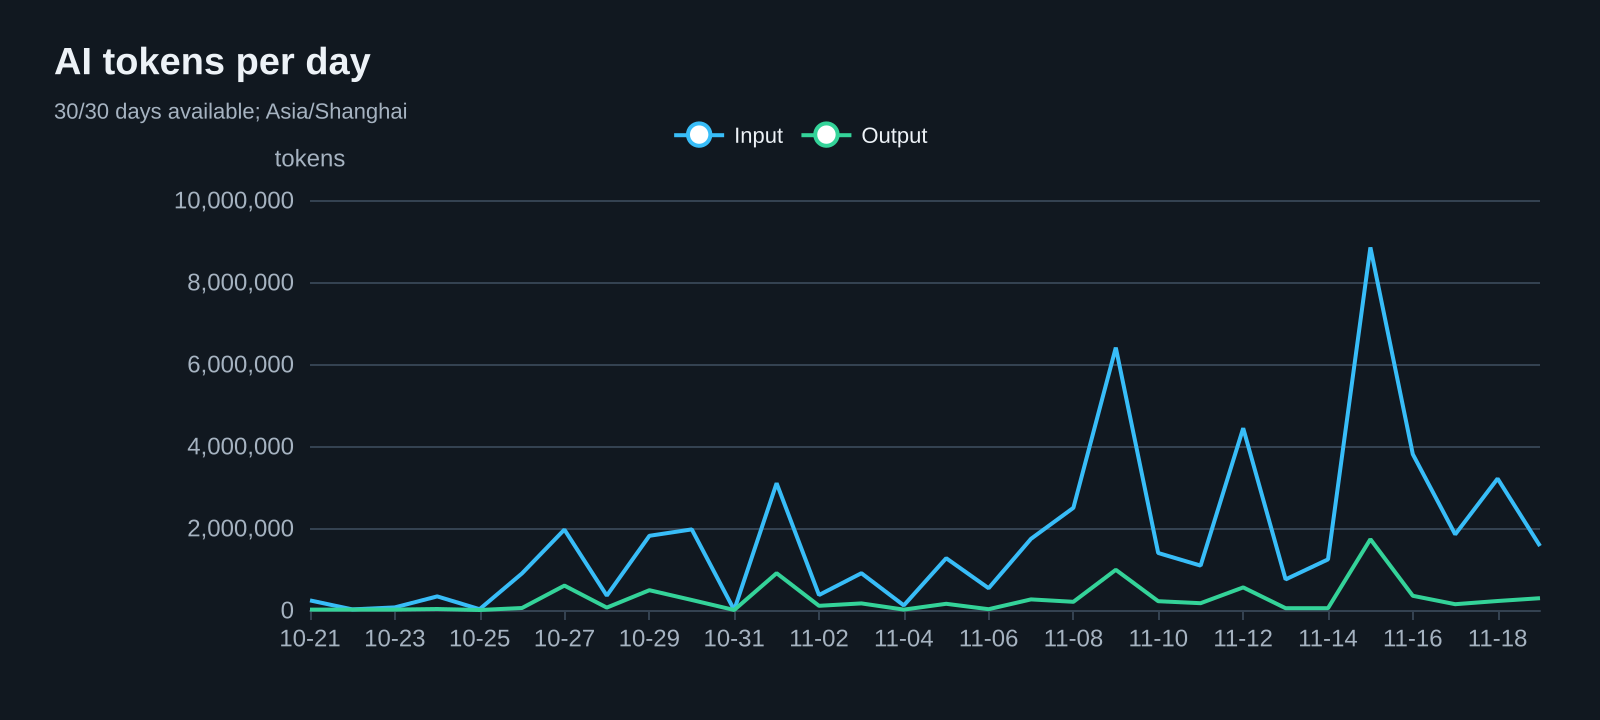 AI tokens per day
30/30 days available; Asia/Shanghai
Input Output
tokens
10,000,000
8,000,000
6,000,000
4,000,000
2,000,000
0
10-21 10-23 10-25 10-27 10-29 10-31 11-02 11-04 11-06 11-08 11-10 11-12 11-14 11-16 11-18